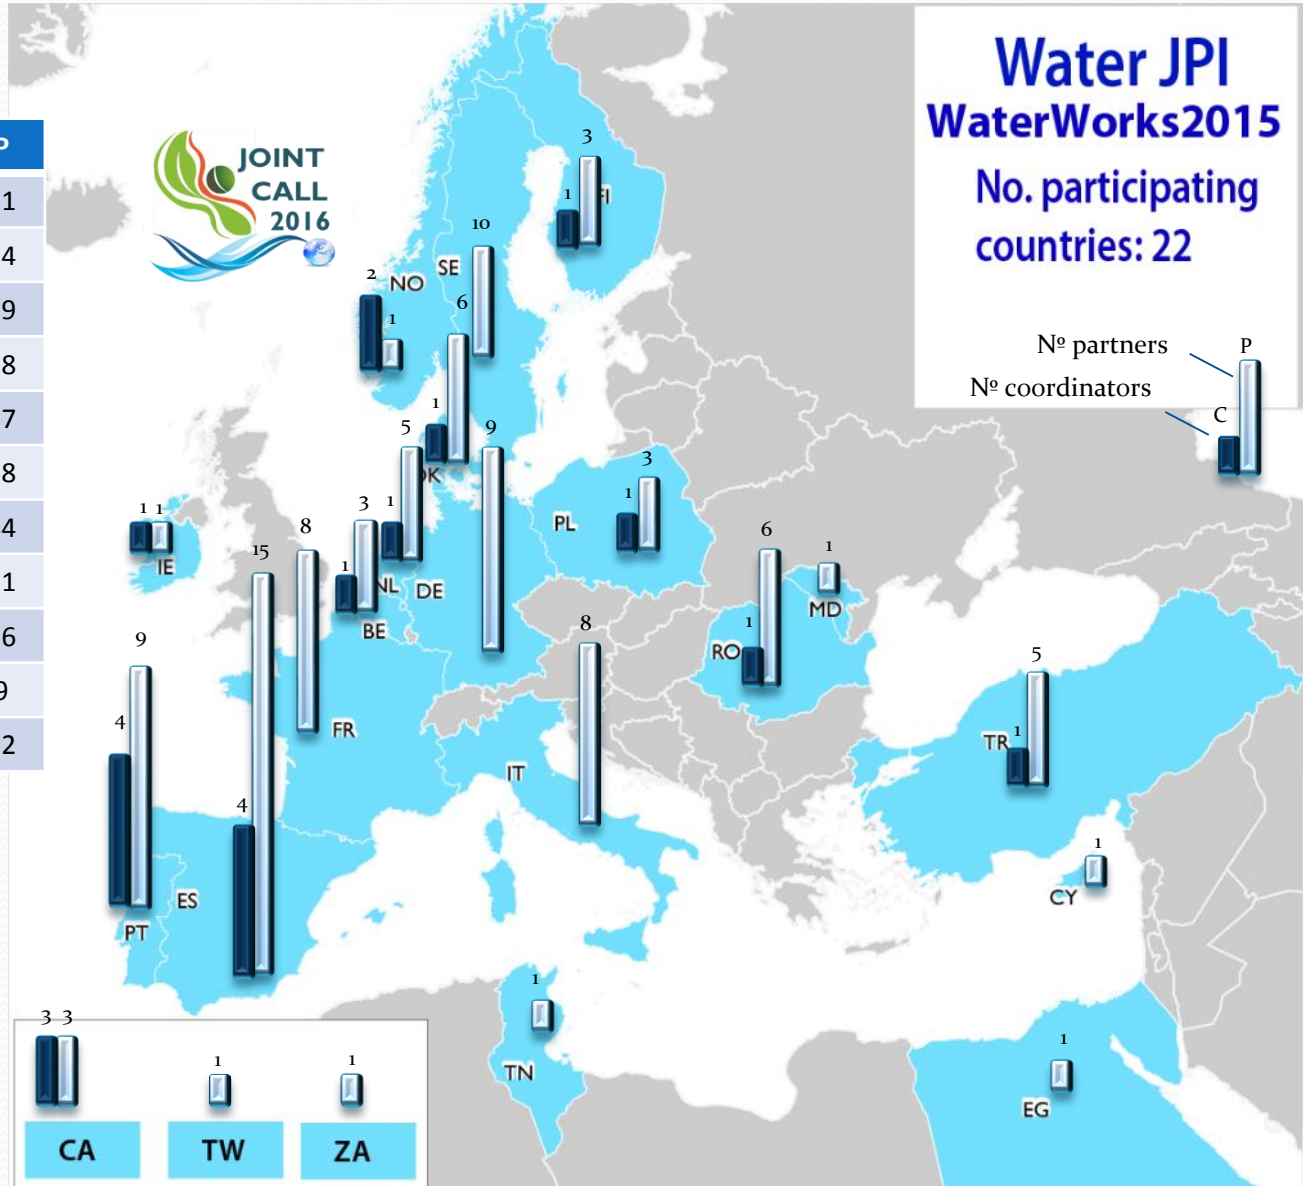 Water JPI
WaterWorks2015
No. participating
countries: 22
Nº partners
P
Nº coordinators
C
JOINT
CALL
2016
P
1
4
9
8
7
8
4
1
6
9
2
3
1
10
SE
2
NO
1
6
1
DK
5
9
1
3
1
PL
1 1
IE
15
8
3
1
NL
DE
BE
6
1
RO
1
MD
9
4
FR
8
IT
5
1
TR
4
ES
PT
1
CY
1
TN
1
EG
3 3
CA
1
TW
1
ZA